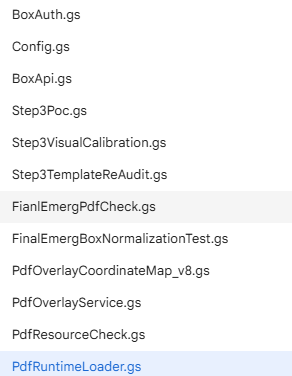 BoxAuth.gs
Config.gs
BoxApi.gs
Step3Poc.gs
Step3VisualCalibration.gs
Step3TemplateReAudit.gs
FianlEmergPdfCheck.gs
FinalEmergBoxNormalizationTest.gs
PdfOverlayCoordinateMap_v8.gs
PdfOverlayService.gs
PdfResourceCheck.gs
PdfRuntimeLoader.gs